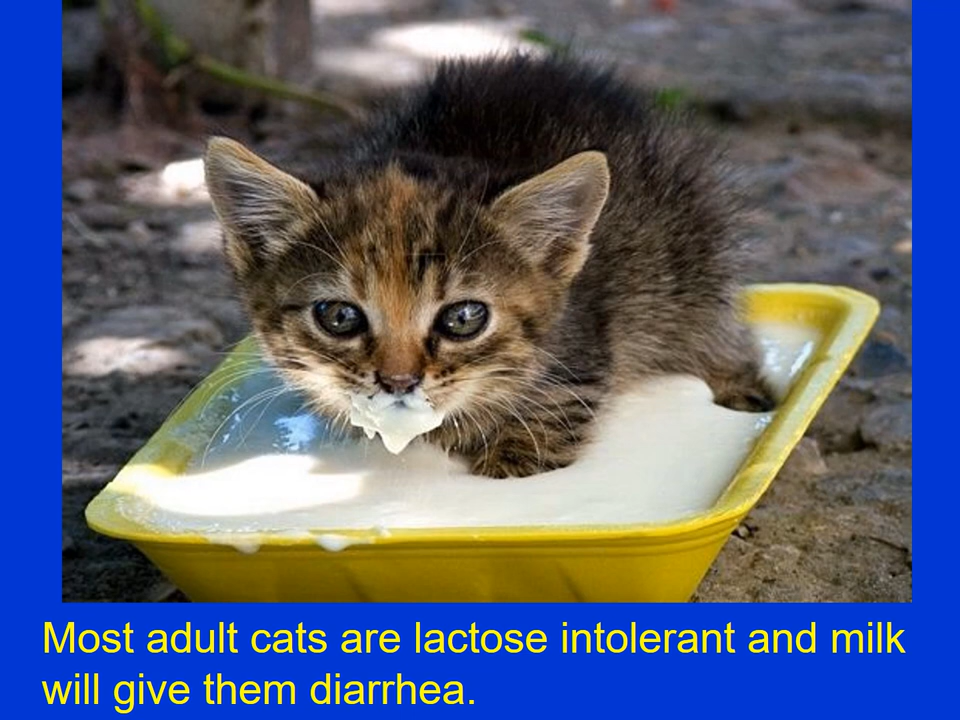 Most adult cats are lactose intolerant and milk
will give them diarrhea.